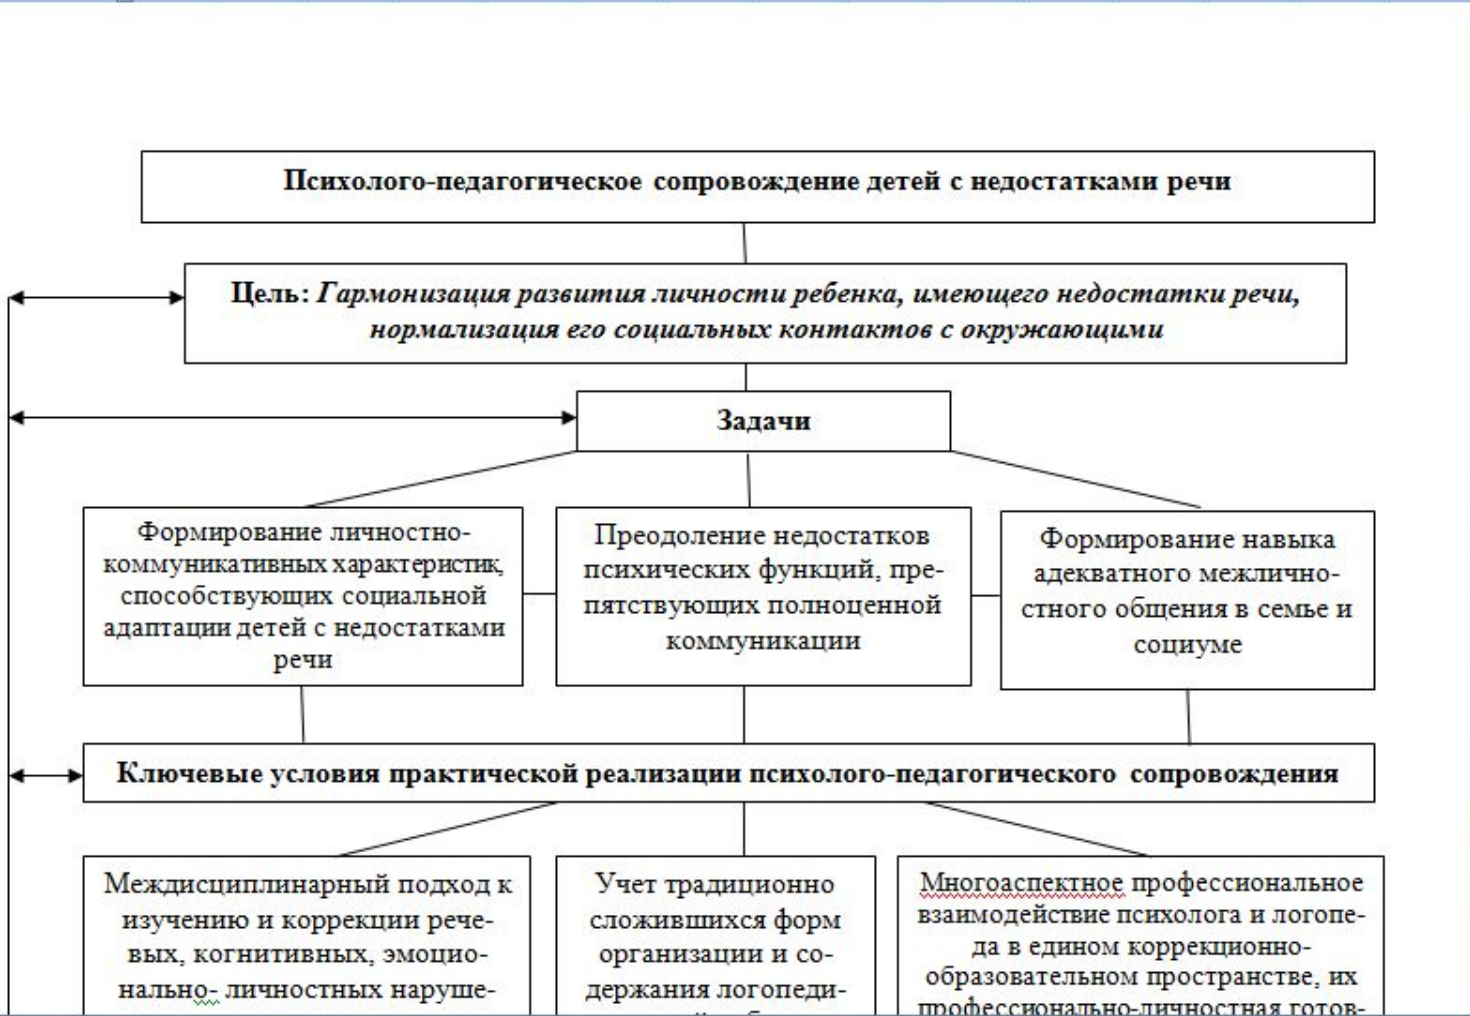 Психолого-педагогическое сопровождение детей с недостатками речи
Цель: Гармонизация развития личности ребенка, имеющего недостатки речи,
нормализация его социальных контактов с окружающими
Задачи
Формирование личностно-
коммуникативных характеристик,
способствующих социальной
адаптации детей с недостатками
речи
Преодоление недостатков
психических функций, пре-
пятствующих полноценной
коммуникации
Формирование навыка
адекватного межлично-
стного общения в семье и
социуме
Ключевые условия практической реализации психолого-педагогического сопровождения
Междисциплинарный подход к
изучению и коррекции рече-
вых, когнитивных, эмоцио-
нально- личностных наруше-
Учет традиционно
сложившихся форм
организации и со-
держания логопеди-
Многоаспектное профессиональное
взаимодействие психолога и логопе-
да в едином коррекционно-
образовательном пространстве, их
профессионально-личностная готов-